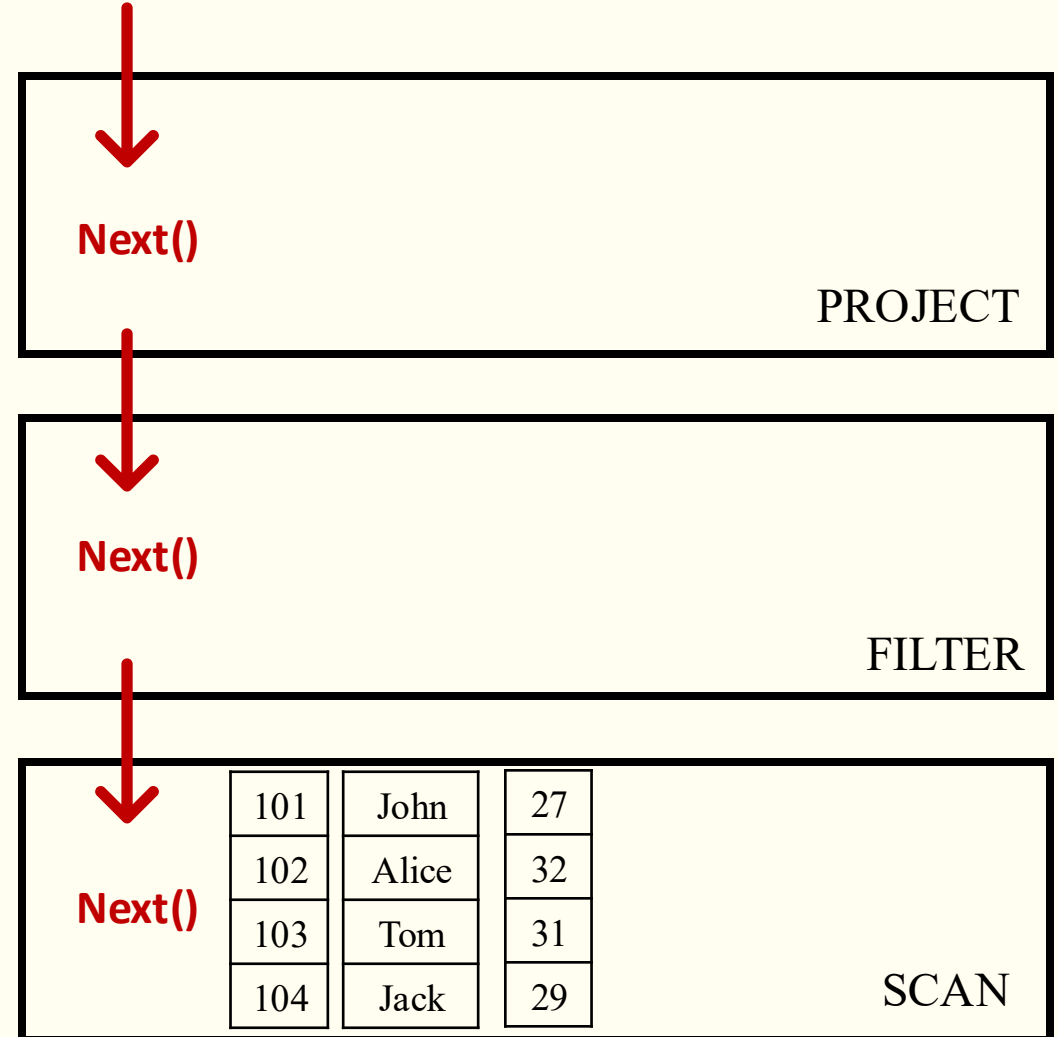 Next()
PROJECT
Next()
FILTER
101 John 27
102 Alice 32
Next()
103 Tom 31
104 Jack 29
SCAN